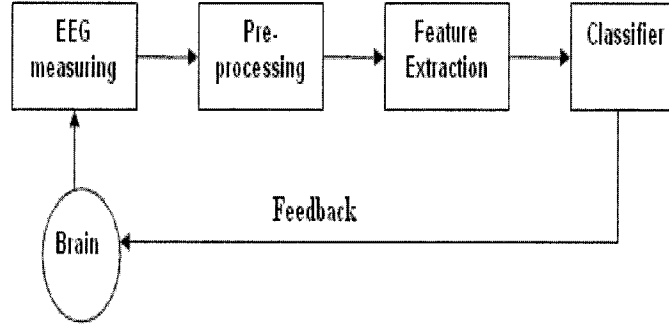 EEG
measuring
Pre-
processing
Feature
Extraction
Classifier
Feedback
Brain